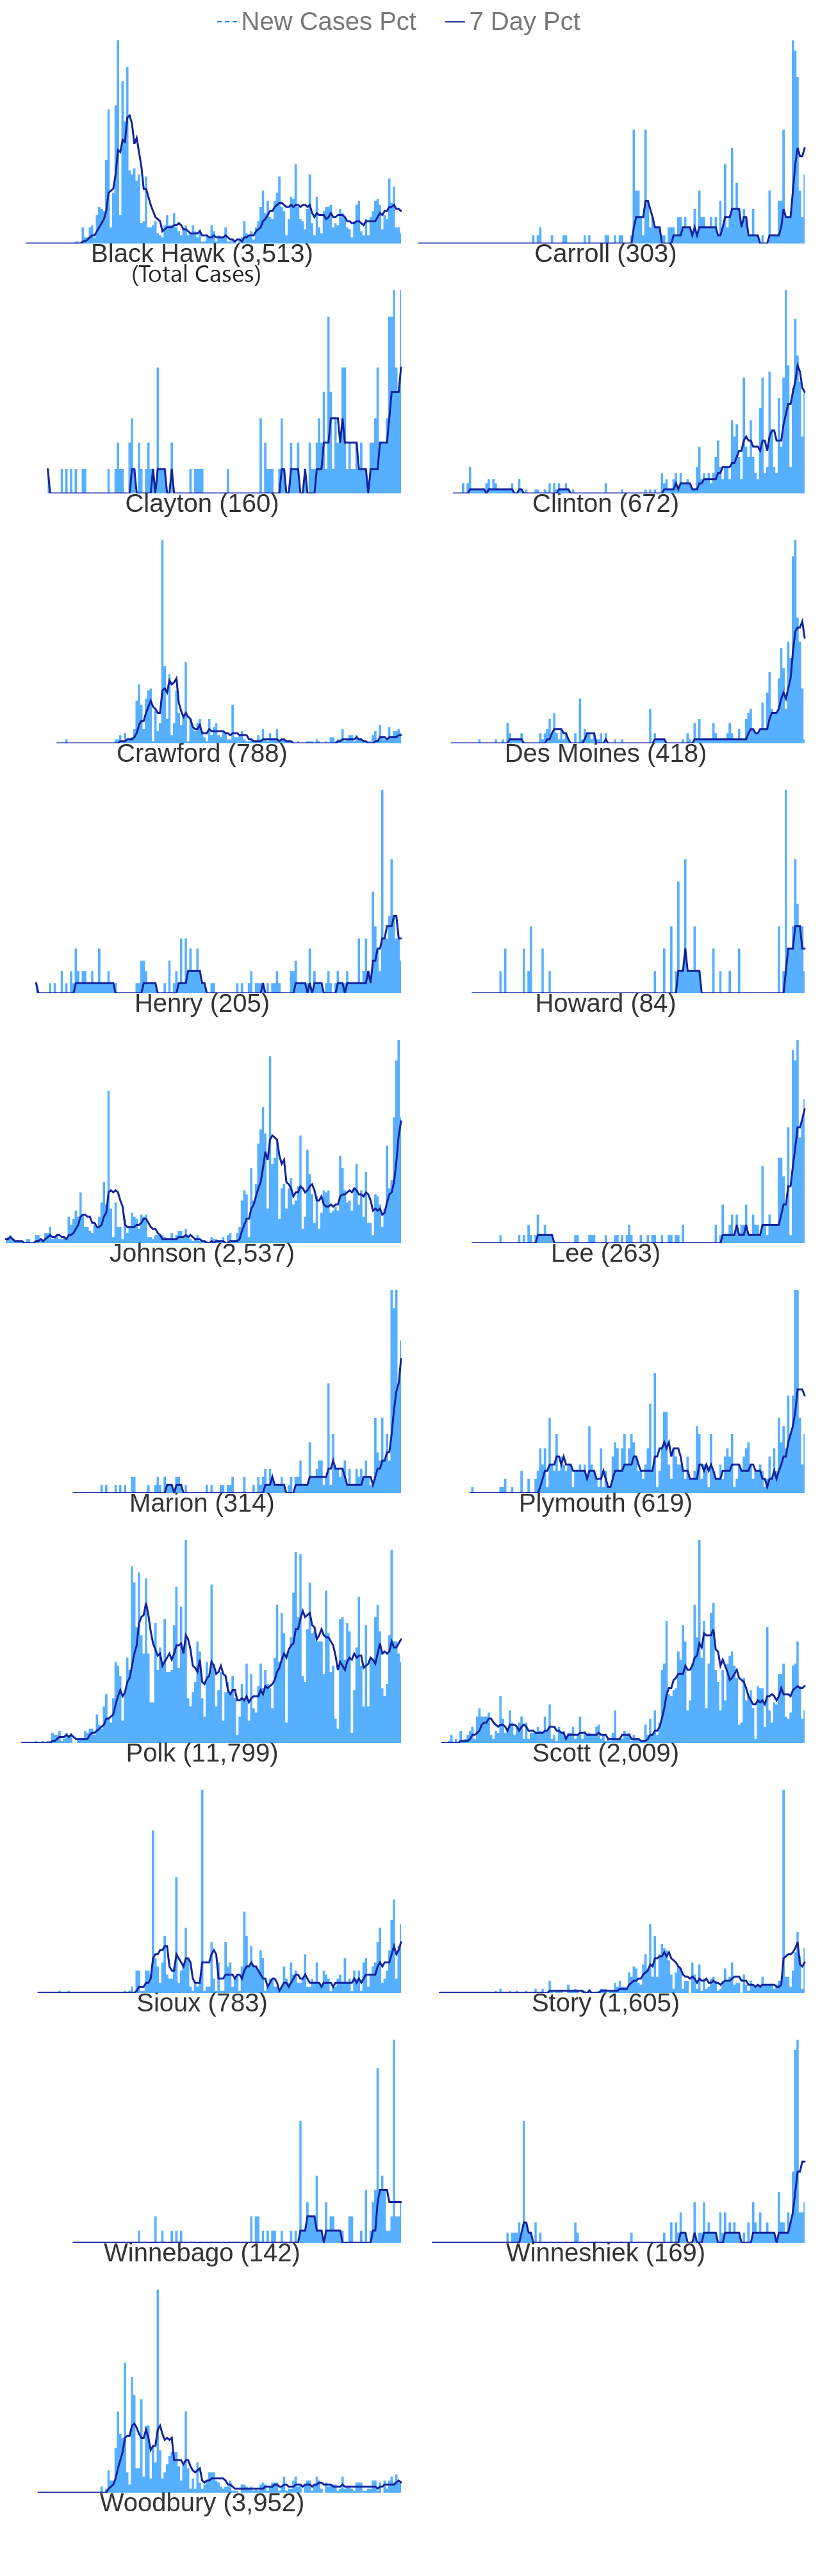 New Cases Pct 7 Day Pct
Black Hawk (3,513) Carroll (303)
(Total Cases)
Clayton (160) Clinton (672)
Crawford (788) Des Moines (418)
Henry (205) Howard (84)
Johnson (2,537) Lee (263)
Marion (314) Plymouth (619)
Polk (11,799) Scott (2,009)
Sioux (783) Story (1,605)
Winnebago (142) Winneshiek (169)
Woodbury (3,952)